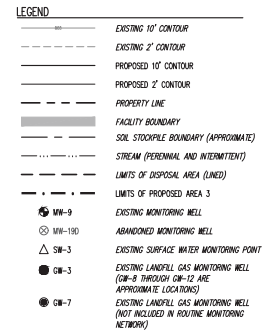 LEGEND
EXISTING 10' CONTOUR
EXISTING 2' CONTOUR
PROPOSED 10' CONTOUR
PROPOSED 2' CONTOUR
PROPERTY LINE
FACILITY BOUNDARY
SOIL STOCKPILE BOUNDARY (APPROXIMATE)
STREAM (PERENNIAL AND INTERMITTENT)
LIMITS OF DISPOSAL AREA (LINED)
LIMITS OF PROPOSED AREA 3
MW-9 EXISTING MONITORING WELL
MW-19D ABANDONED MONITORING WELL
SW-3 EXISTING SURFACE WATER MONITORING POINT
GW-3 EXISTING LANDFILL GAS MONITORING WELL
(GW-8 THROUGH GW-12 ARE
APPROXIMATE LOCATIONS)
GW-7 EXISTING LANDFILL GAS MONITORING WELL
(NOT INCLUDED IN ROUTINE MONITORING
NETWORK)